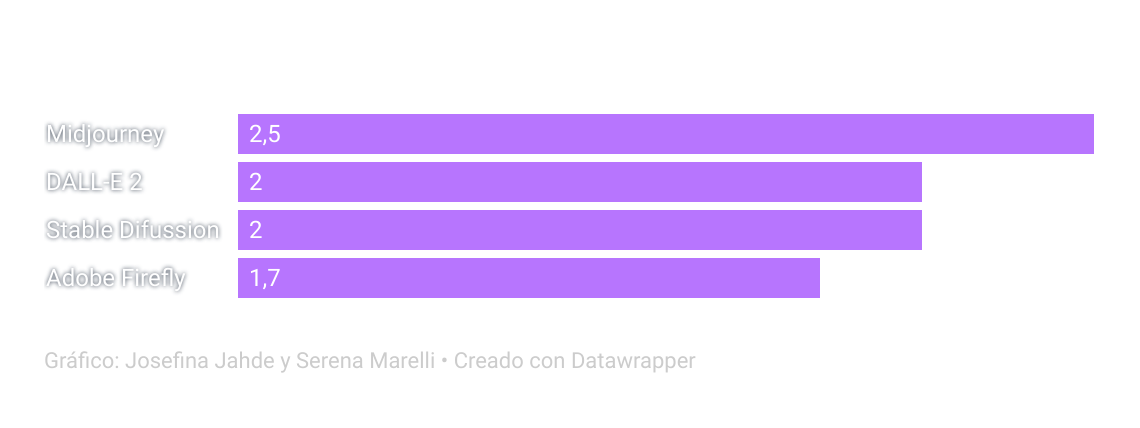 Midjourney 2,5
DALL-E 2 2
Stable Difussion 2
Adobe Firefly 1,7
Gráfico: Josefina Jahde y Serena Marelli • Creado con Datawrapper